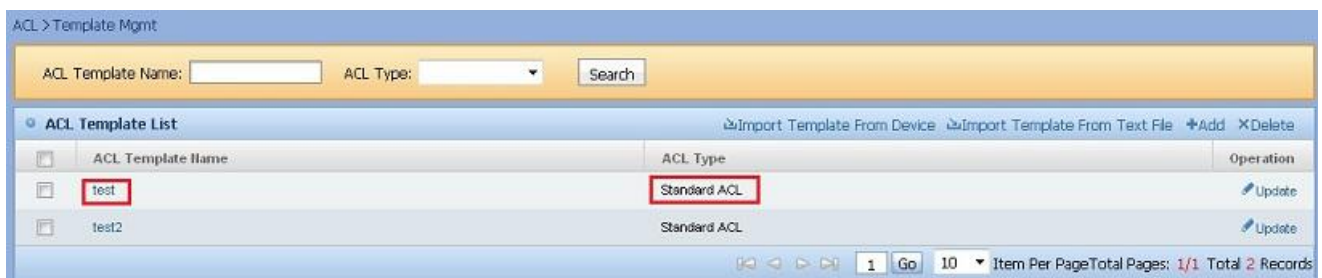 ACL > Template Mgmt
ACL Template Name: ACL Type: Search
ACL Template List Import Template From Device Import Template From Text File Add Delete
ACL Template Name ACL Type Operation
test Standard ACL Update
test2 Standard ACL Update
1 Go 10 Item Per PageTotal Pages: 1/1 Total 2 Records